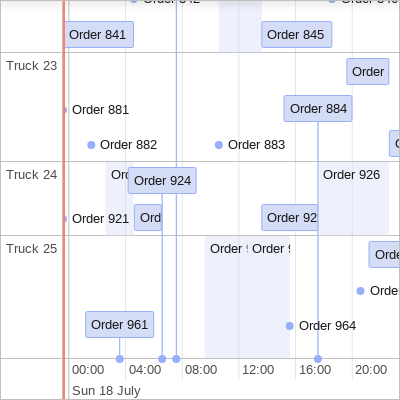 Order 841
Order 845
Truck 23
Order
Order 881
Order 884
Order 882
Order 883
Truck 24
Order 924
Order 926
Order 921
Truck 25
Order
Order
Order 961
Order 964
00:00
04:00
08:00
12:00
16:00
20:00
Sun 18 July